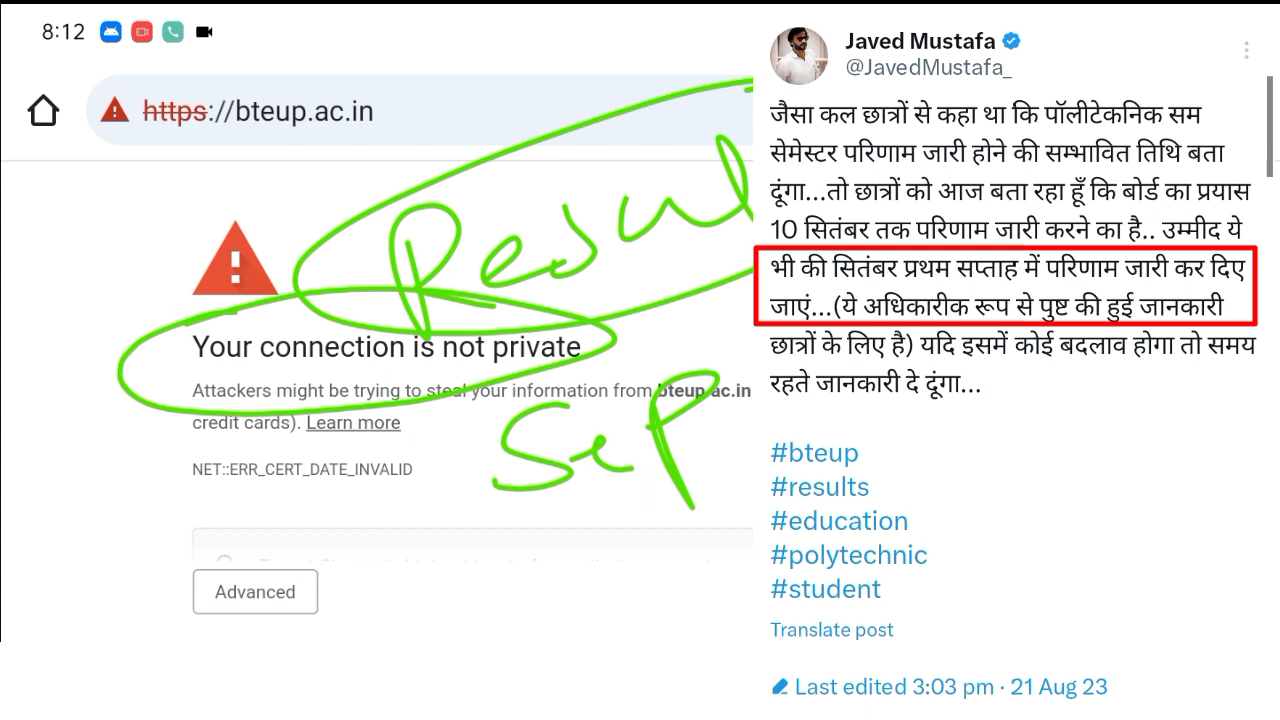 8:12
https://bteup.ac.in
Your connection is not private
Attackers might be trying to steal your information from bteup.ac.in
credit cards). Learn more
NET::ERR_CERT_DATE_INVALID
Advanced
Resul
Sep
Javed Mustafa
@JavedMustafa_
जैसा कल छात्रों से कहा था कि पॉलीटेकनिक सम
सेमेस्टर परिणाम जारी होने की सम्भावित तिथि बता
दूंगा...तो छात्रों को आज बता रहा हूँ कि बोर्ड का प्रयास
10 सितंबर तक परिणाम जारी करने का है.. उम्मीद ये
भी की सितंबर प्रथम सप्ताह में परिणाम जारी कर दिए
जाएं...(ये अधिकारीक रूप से पुष्ट की हुई जानकारी
छात्रों के लिए है) यदि इसमें कोई बदलाव होगा तो समय
रहते जानकारी दे दूंगा...
#bteup
#results
#education
#polytechnic
#student
Translate post
Last edited 3:03 pm · 21 Aug 23